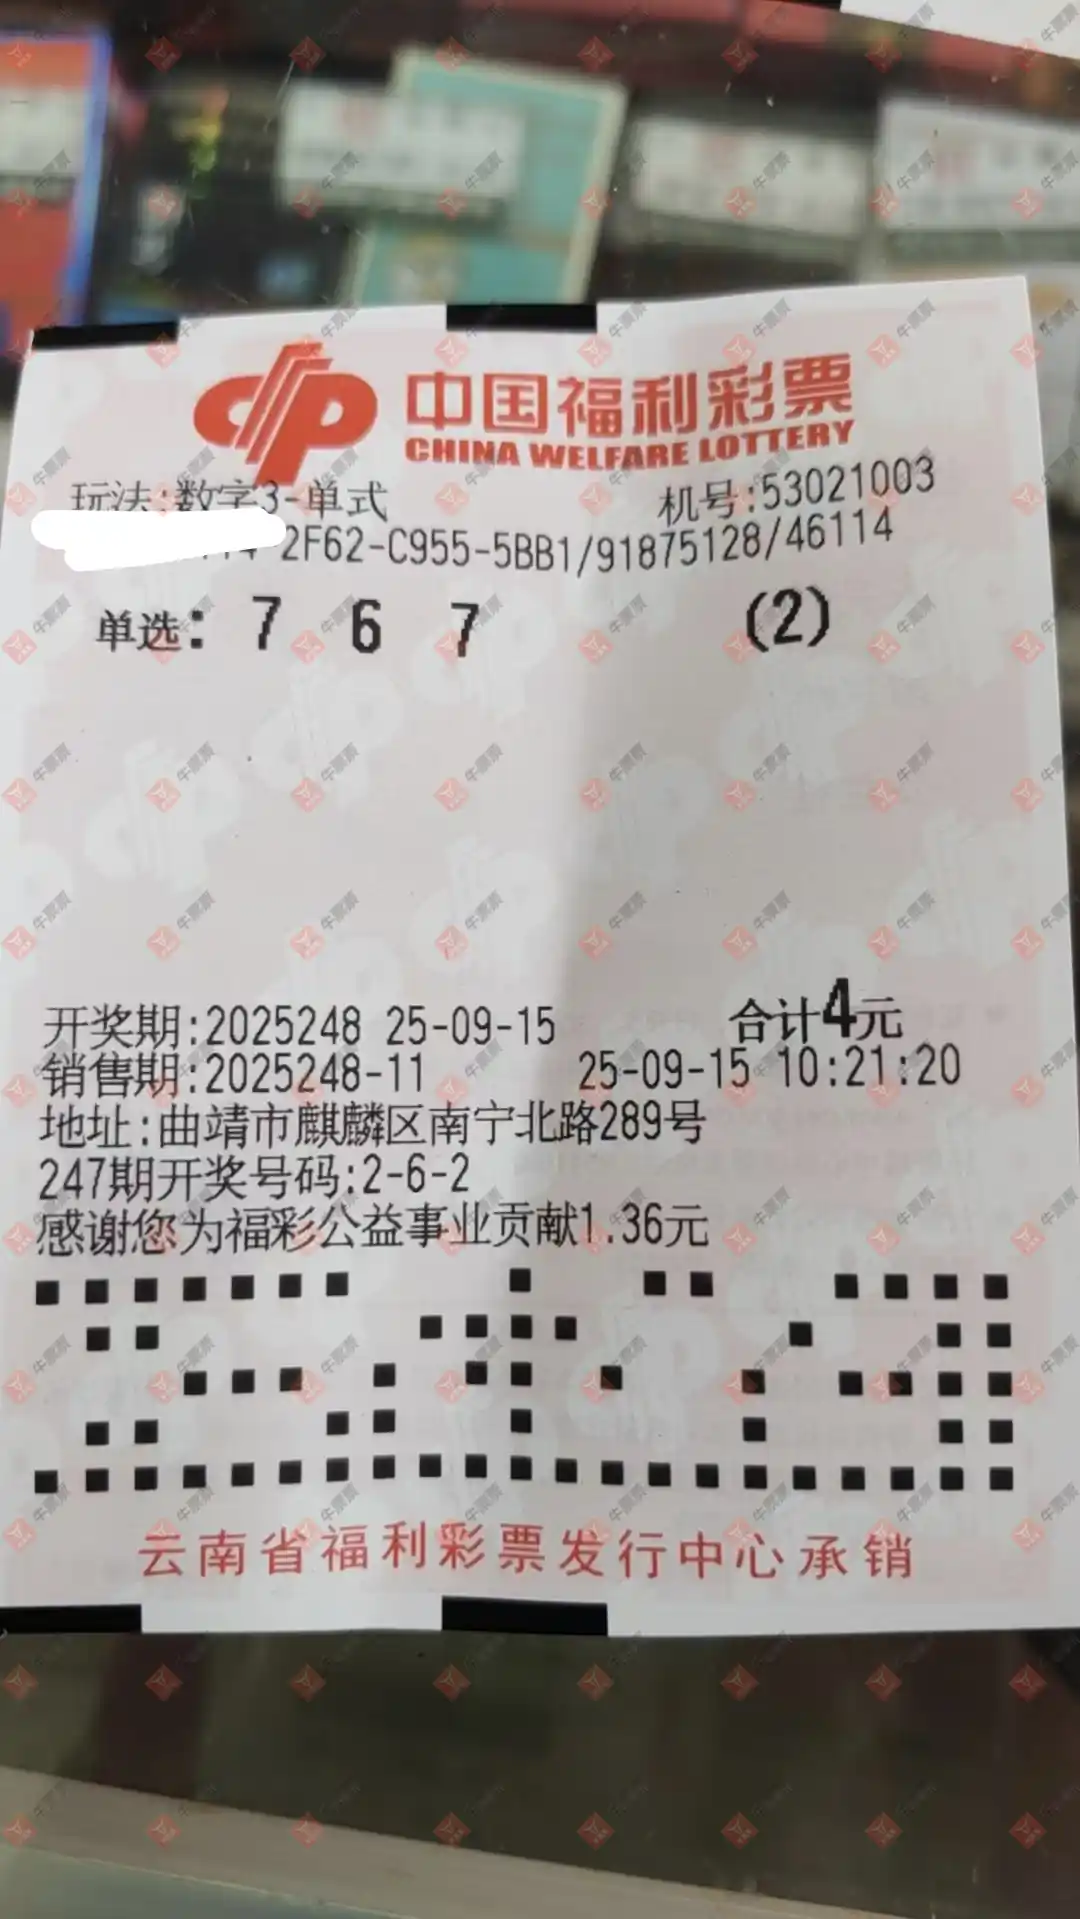 中国福利彩票
CHINA WELFARE LOTTERY
玩法:数字3-单式 机号:53021003
2F62-C955-5BB1/91875128/46114
单选: 7 6 7 (2)
开奖期:2025248 25-09-15 合计4元
销售期:2025248-11 25-09-15 10:21:20
地址:曲靖市麒麟区南宁北路289号
247期开奖号码:2-6-2
感谢您为福彩公益事业贡献1.36元
云南省福利彩票发行中心承销
牛票票